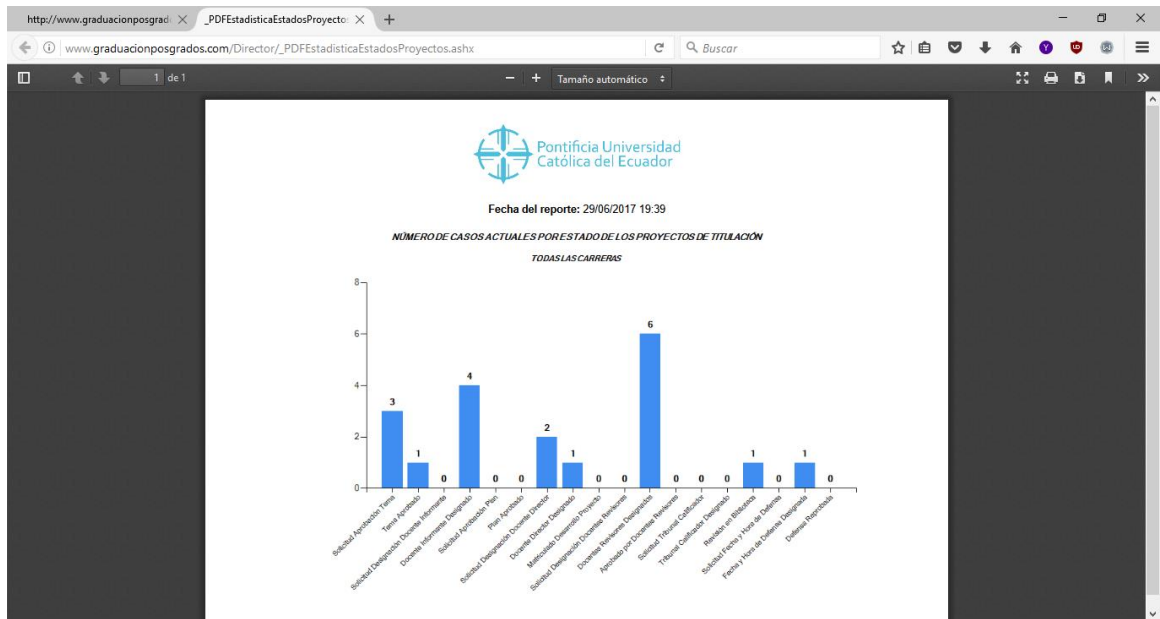 http://www.graduacionposgrad
_PDFEstadisticaEstadosProyecto
www.graduacionposgrados.com/Director/_PDFEstadisticaEstadosProyectos.ashx
Buscar
1 de 1
Tamaño automático
Pontificia Universidad
Católica del Ecuador
Fecha del reporte: 29/06/2017 19:39
NÚMERO DE CASOS ACTUALES POR ESTADO DE LOS PROYECTOS DE TITULACIÓN
TODAS LAS CARRERAS
8
6
4
2
0
3
1
0
4
0
0
2
1
0
0
6
0
0
0
1
0
1
0
Solicitud Aprobación Tema
Tema Aprobado
Solicitud Designación Docente Informante
Docente Informante Designado
Solicitud Aprobación Plan
Plan Aprobado
Solicitud Designación Docente Director
Docente Director Designado
Matriculado Desarrollo Proyecto
Solicitud Designación Docentes Revisores
Docentes Revisores Designados
Aprobado por Docentes Revisores
Solicitud Tribunal Calificador
Tribunal Calificador Designado
Revisión en Biblioteca
Solicitud Fecha y Hora de Defensa
Fecha y Hora de Defensa Designada
Defensa Reprobada